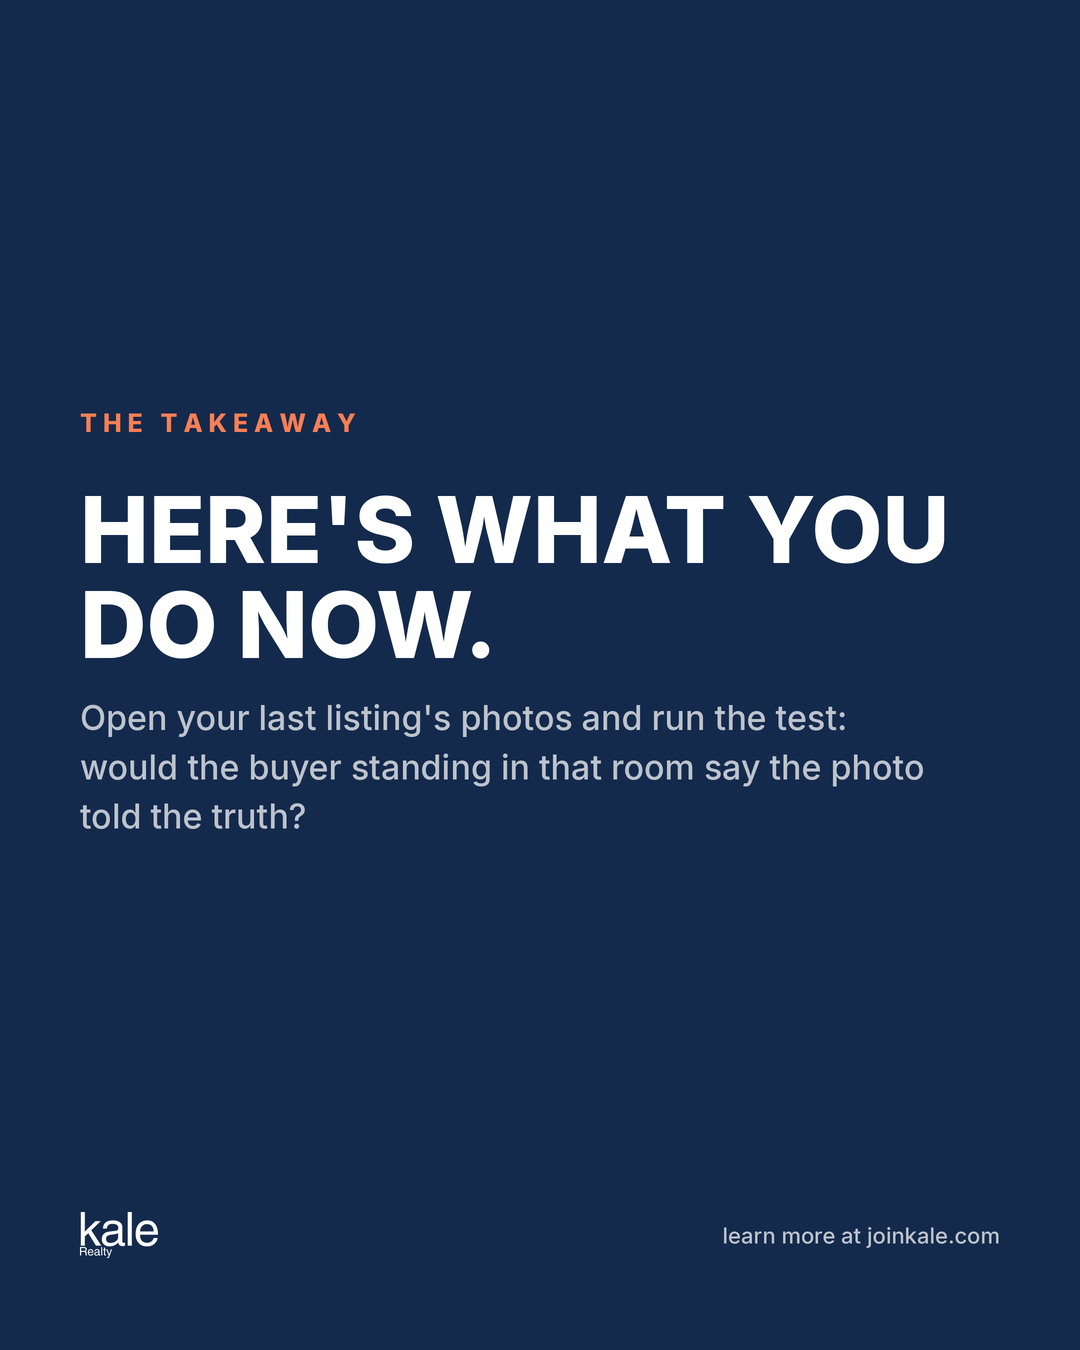 THE TAKEAWAY
HERE'S WHAT YOU
DO NOW.
Open your last listing's photos and run the test:
would the buyer standing in that room say the photo
told the truth?
kale
Realty
learn more at joinkale.com